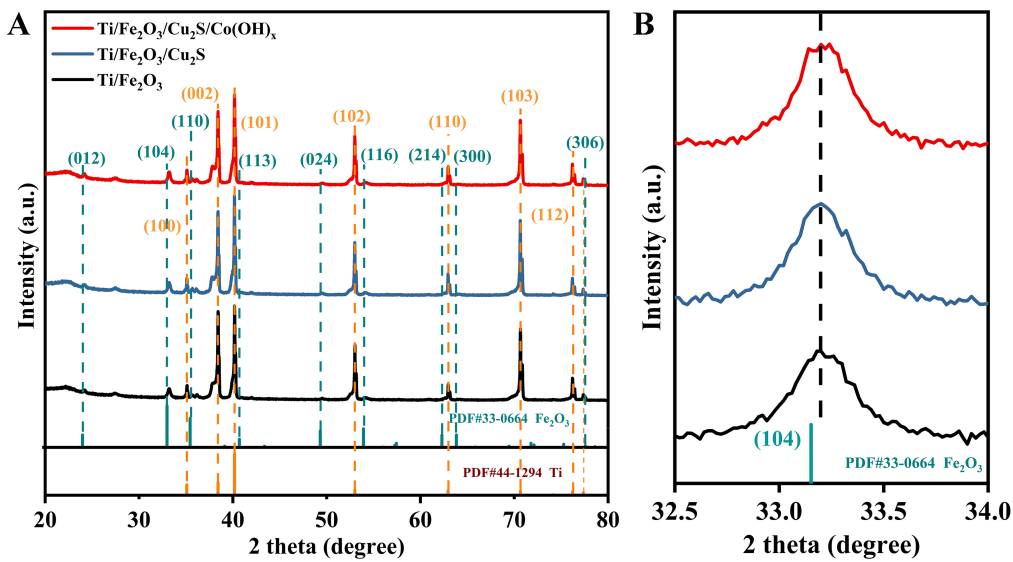 A
Ti/Fe₂O₃/Cu₂S/Co(OH)ₓ
Ti/Fe₂O₃/Cu₂S
Ti/Fe₂O₃
(012)
(104)
(110)
(002)
(101)
(113)
(024)
(102)
(116)
(214)
(110)
(300)
(103)
(306)
(100)
(112)
PDF#33-0664 Fe₂O₃
PDF#44-1294 Ti
20
30
40
50
60
70
80
2 theta (degree)
Intensity (a.u.)
B
(104)
PDF#33-0664 Fe₂O₃
32.5
33.0
33.5
34.0
2 theta (degree)
Intensity (a.u.)